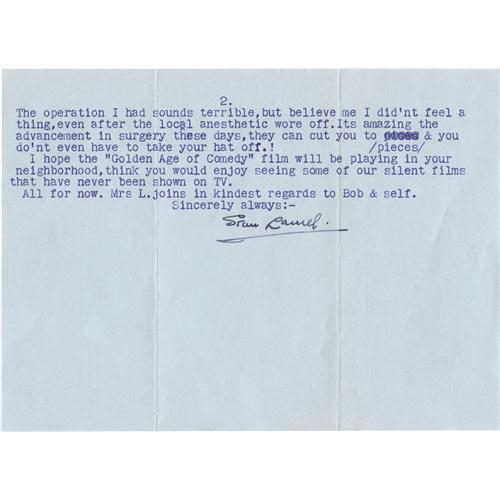 2.
The operation I had sounds terrible,but believe me I did'nt feel a
thing,even after the local anesthetic wore off.Its amazing the
advancement in surgery these days,they can cut you to & you
do'nt even have to take your hat off.! /pieces/
I hope the "Golden Age of Comedy" film will be playing in your
neighborhood,think you would enjoy seeing some of our silent films
that have never been shown on TV.
All for now. Mrs L.joins in kindest regards to Bob & self.
Sincerely always:-
Stan Laurel.